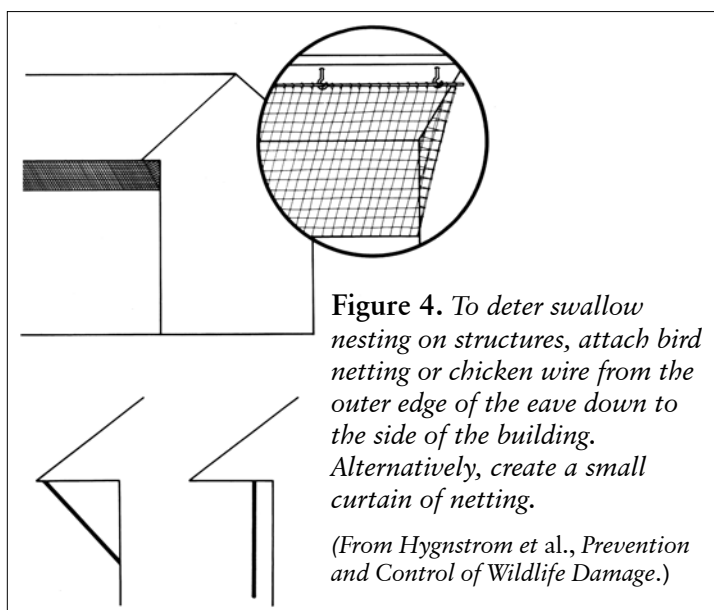 Figure 4. To deter swallow
nesting on structures, attach bird
netting or chicken wire from the
outer edge of the eave down to
the side of the building.
Alternatively, create a small
curtain of netting.
(From Hygnstrom et al., Prevention
and Control of Wildlife Damage.)